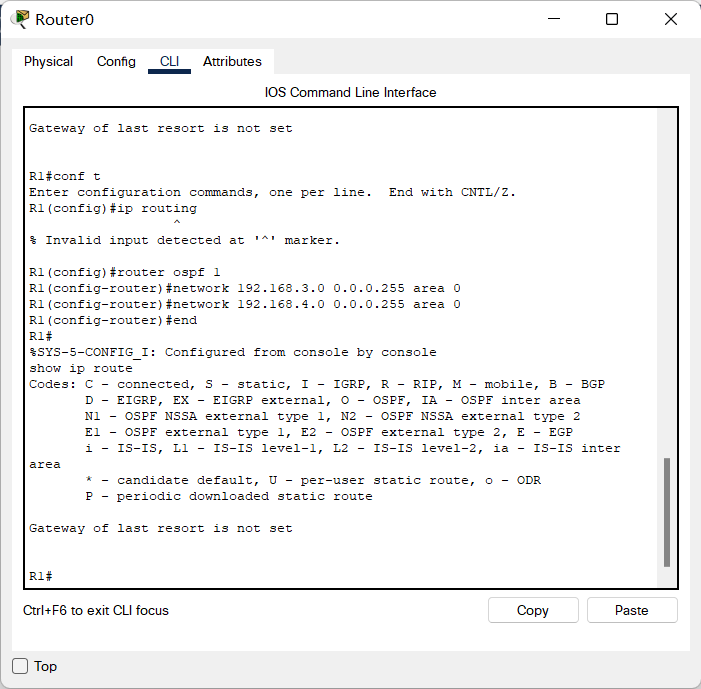 Router0
Physical Config CLI Attributes
IOS Command Line Interface
Gateway of last resort is not set
R1#conf t
Enter configuration commands, one per line.  End with CNTL/Z.
R1(config)#ip routing
^
% Invalid input detected at '^' marker.
R1(config)#router ospf 1
R1(config-router)#network 192.168.3.0 0.0.0.255 area 0
R1(config-router)#network 192.168.4.0 0.0.0.255 area 0
R1(config-router)#end
R1#
%SYS-5-CONFIG_I: Configured from console by console
show ip route
Codes: C - connected, S - static, I - IGRP, R - RIP, M - mobile, B - BGP
D - EIGRP, EX - EIGRP external, O - OSPF, IA - OSPF inter area
N1 - OSPF NSSA external type 1, N2 - OSPF NSSA external type 2
E1 - OSPF external type 1, E2 - OSPF external type 2, E - EGP
i - IS-IS, L1 - IS-IS level-1, L2 - IS-IS level-2, ia - IS-IS inter
area
* - candidate default, U - per-user static route, o - ODR
P - periodic downloaded static route
Gateway of last resort is not set
R1#
Ctrl+F6 to exit CLI focus
Copy Paste
Top